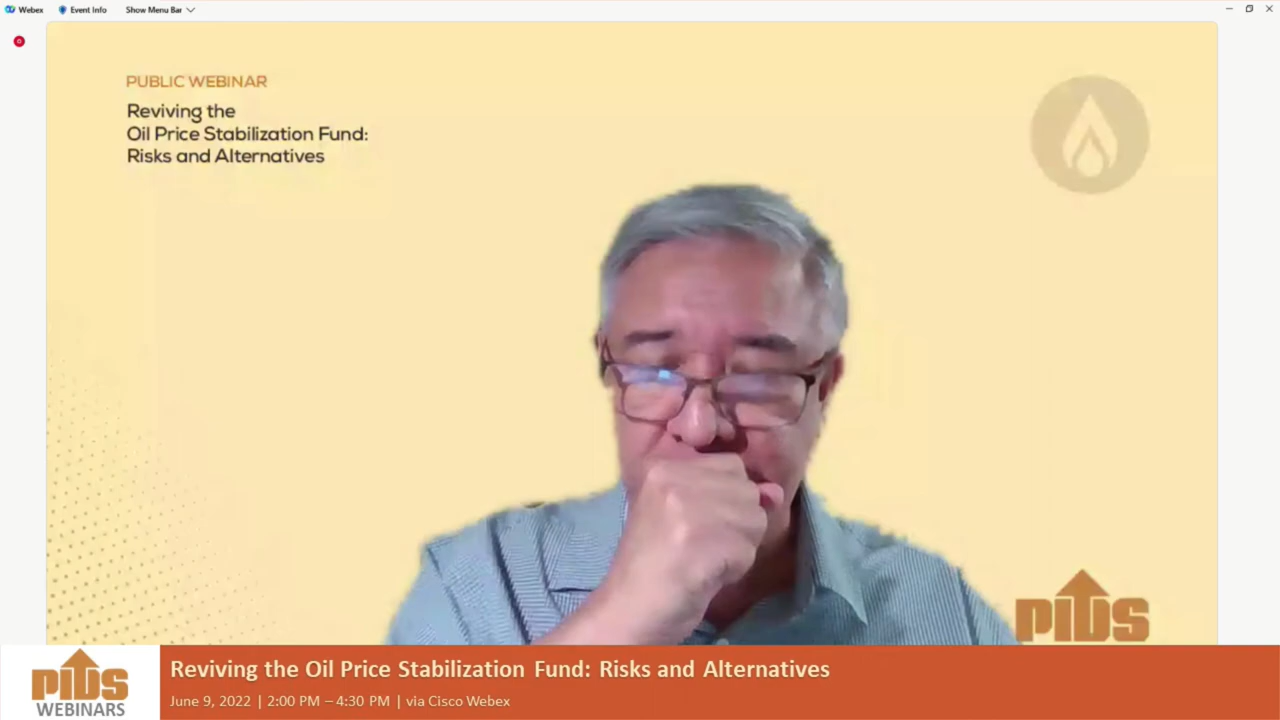 Webex Event Info Show Menu Bar
PUBLIC WEBINAR
Reviving the
Oil Price Stabilization Fund:
Risks and Alternatives
PIDS
PIDS
WEBINARS
Reviving the Oil Price Stabilization Fund: Risks and Alternatives
June 9, 2022 | 2:00 PM – 4:30 PM | via Cisco Webex